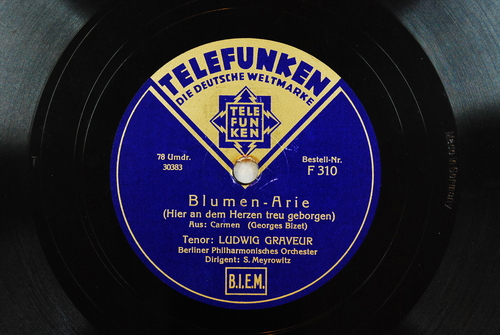 TELEFUNKEN
DIE DEUTSCHE WELTMARKE
TELE
FUN
KEN
78 Umdr.
30383
Bestell-Nr.
F 310
Blumen-Arie
(Hier an dem Herzen treu geborgen)
Aus: Carmen (Georges Bizet)
Tenor: LUDWIG GRAVEUR
Berliner Philharmonisches Orchester
Dirigent: S. Meyrowitz
B.I.E.M.
Made in Germany